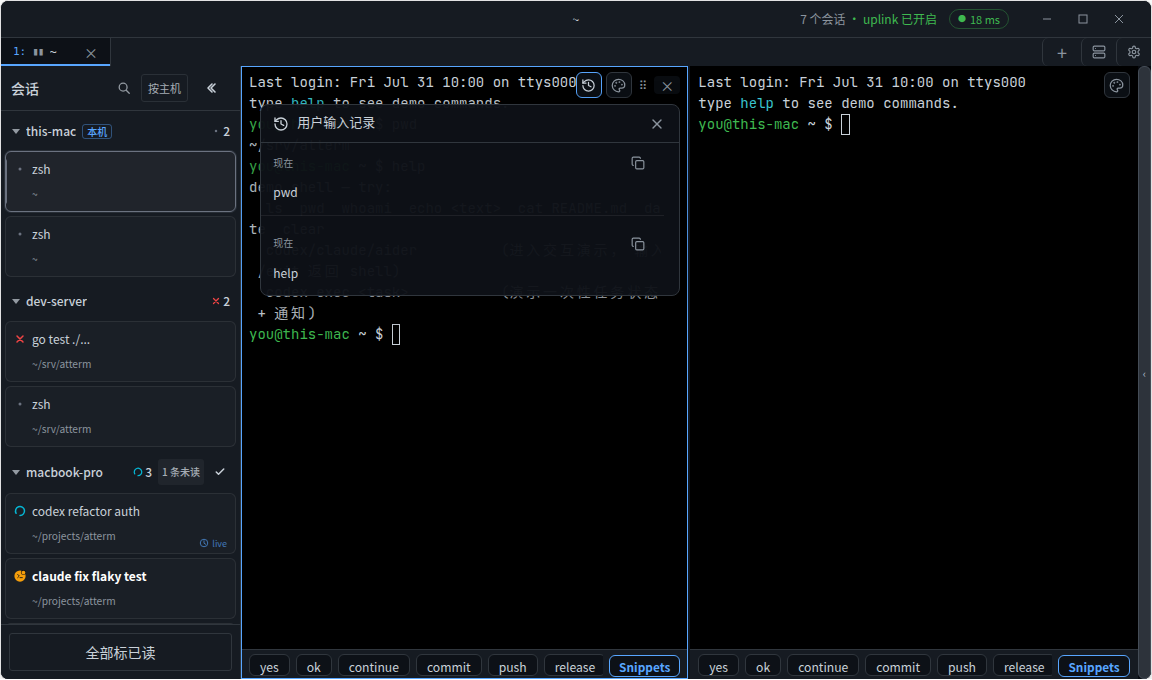 ~
7 个会话 · uplink 已开启
18 ms
1: ~
会话
按主机
this-mac 本机 · 2
zsh
~
zsh
~
dev-server × 2
go test ./...
~/srv/atterm
zsh
~/srv/atterm
macbook-pro 3 1 条未读
codex refactor auth
~/projects/atterm
live
claude fix flaky test
~/projects/atterm
全部标已读
Last login: Fri Jul 31 10:00 on ttys000
type help to see demo commands.
用户输入记录
现在
pwd
现在
help
+ 通知)
you@this-mac ~ $
yes ok continue commit push release Snippets
Last login: Fri Jul 31 10:00 on ttys000
type help to see demo commands.
you@this-mac ~ $
yes ok continue commit push release Snippets